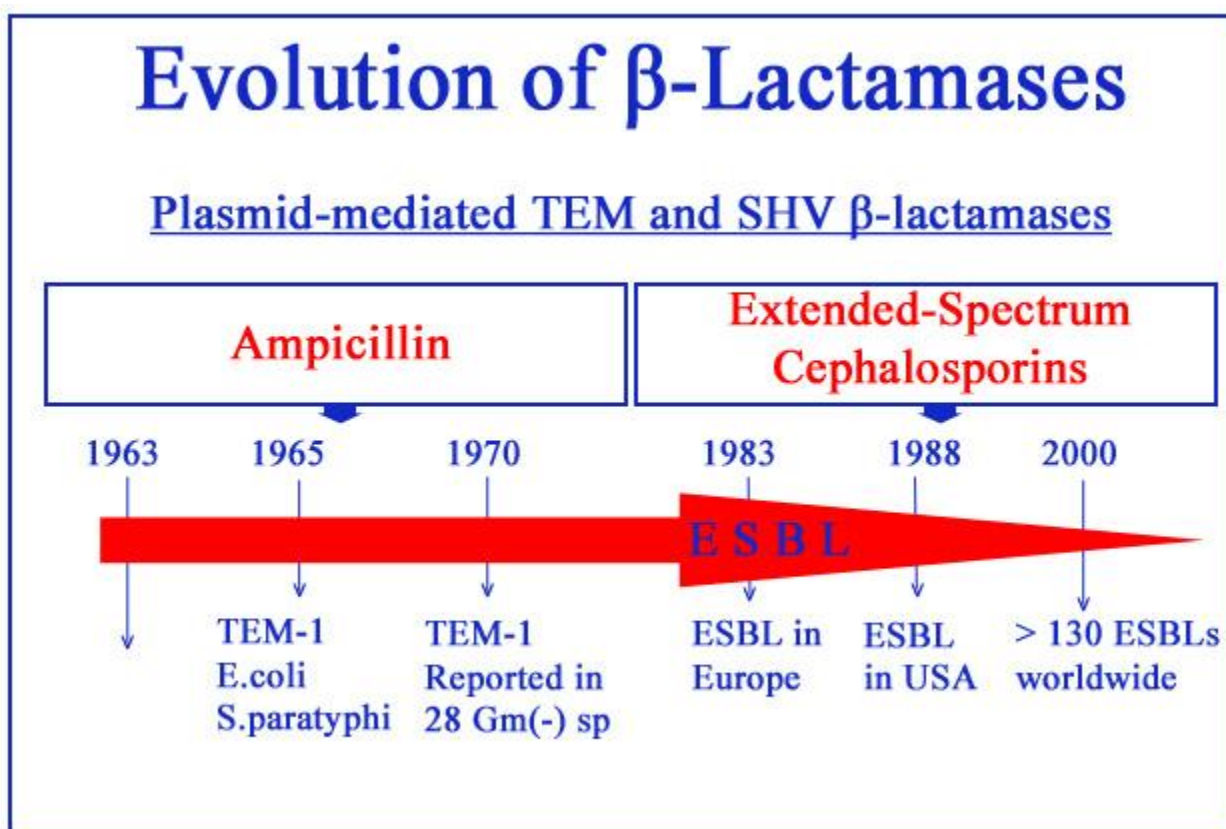 Evolution of β-Lactamases
Plasmid-mediated TEM and SHV β-lactamases
Ampicillin
Extended-Spectrum
Cephalosporins
1963
1965
1970
1983
1988
2000
E S B L
TEM-1
E.coli
S.paratyphi
TEM-1
Reported in
28 Gm(-) sp
ESBL in
Europe
ESBL
in USA
> 130 ESBLs
worldwide